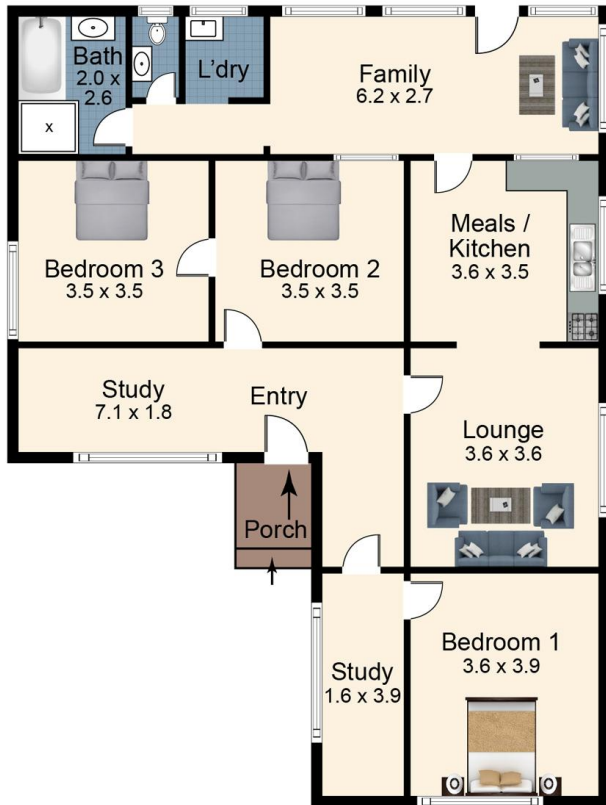 Bath
2.0 x
2.6
L'dry
Family
6.2 x 2.7
x
Bedroom 3
3.5 x 3.5
Bedroom 2
3.5 x 3.5
Meals /
Kitchen
3.6 x 3.5
Study
7.1 x 1.8
Entry
Lounge
3.6 x 3.6
Porch
Study
1.6 x 3.9
Bedroom 1
3.6 x 3.9